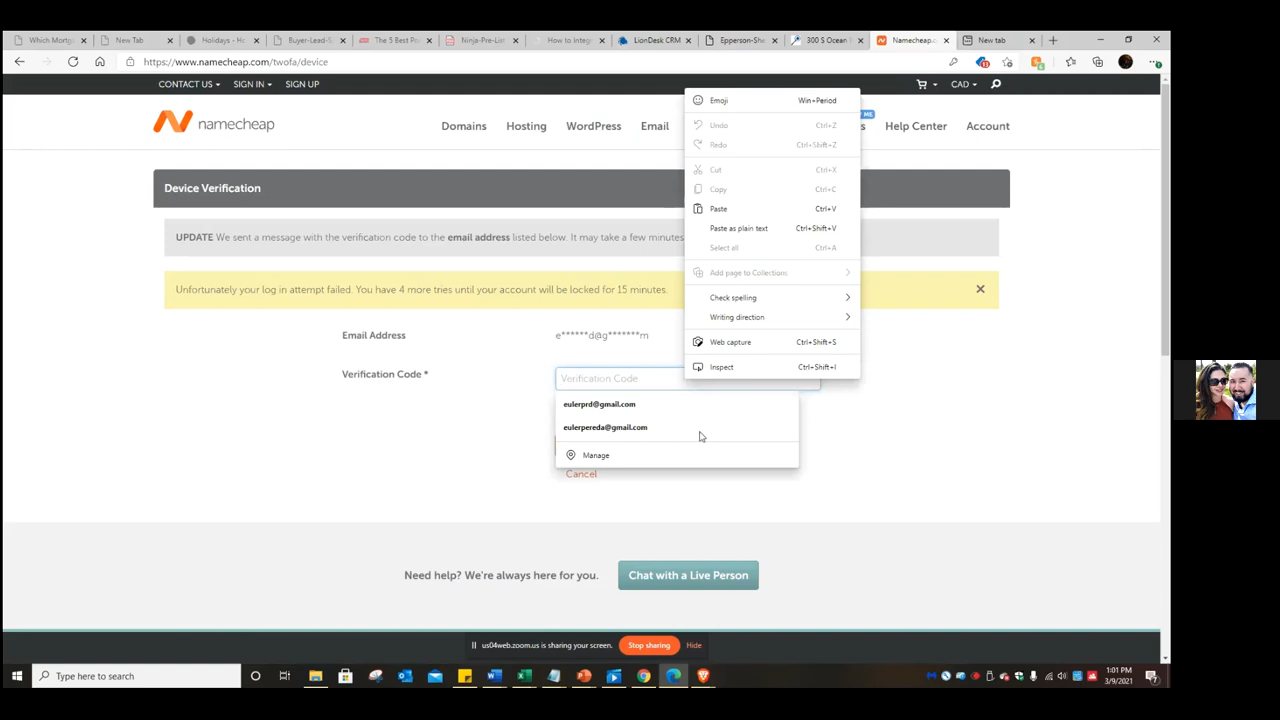 Which Mortg
New Tab
Holidays - Ho
Buyer-Lead-S
The 5 Best Po
Ninja-Pre-List
How to Integ
LionDesk CRM
Epperson-She
300 S Ocean
Namecheap.c
New tab
https://www.namecheap.com/twofa/device
CONTACT US
SIGN IN
SIGN UP
CAD
namecheap
Domains
Hosting
WordPress
Email
s
ME
Help Center
Account
Emoji Win+Period
Undo Ctrl+Z
Redo Ctrl+Shift+Z
Cut Ctrl+X
Copy Ctrl+C
Paste Ctrl+V
Paste as plain text Ctrl+Shift+V
Select all Ctrl+A
Add page to Collections
Check spelling
Writing direction
Web capture Ctrl+Shift+S
Inspect Ctrl+Shift+I
Device Verification
UPDATE We sent a message with the verification code to the email address listed below. It may take a few minutes
Unfortunately your log in attempt failed. You have 4 more tries until your account will be locked for 15 minutes.
Email Address e******d@g*******m
Verification Code *
Verification Code
eulerprd@gmail.com
eulerpereda@gmail.com
Manage
Cancel
Need help? We're always here for you.
Chat with a Live Person
us04web.zoom.us is sharing your screen.
Stop sharing
Hide
Type here to search
1:01 PM
3/9/2021